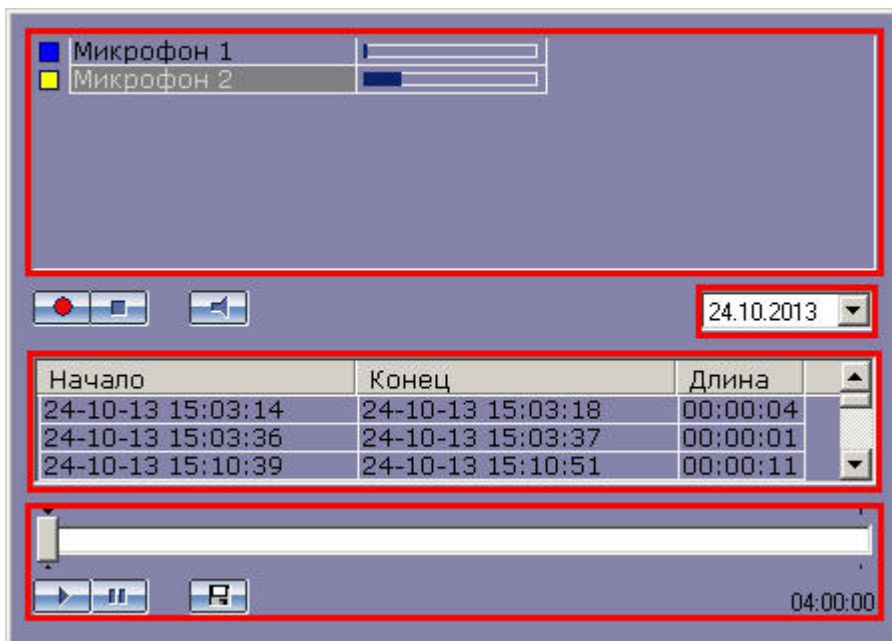 Микрофон 1
Микрофон 2
24.10.2013
Начало Конец Длина
24-10-13 15:03:14 24-10-13 15:03:18 00:00:04
24-10-13 15:03:36 24-10-13 15:03:37 00:00:01
24-10-13 15:10:39 24-10-13 15:10:51 00:00:11
04:00:00